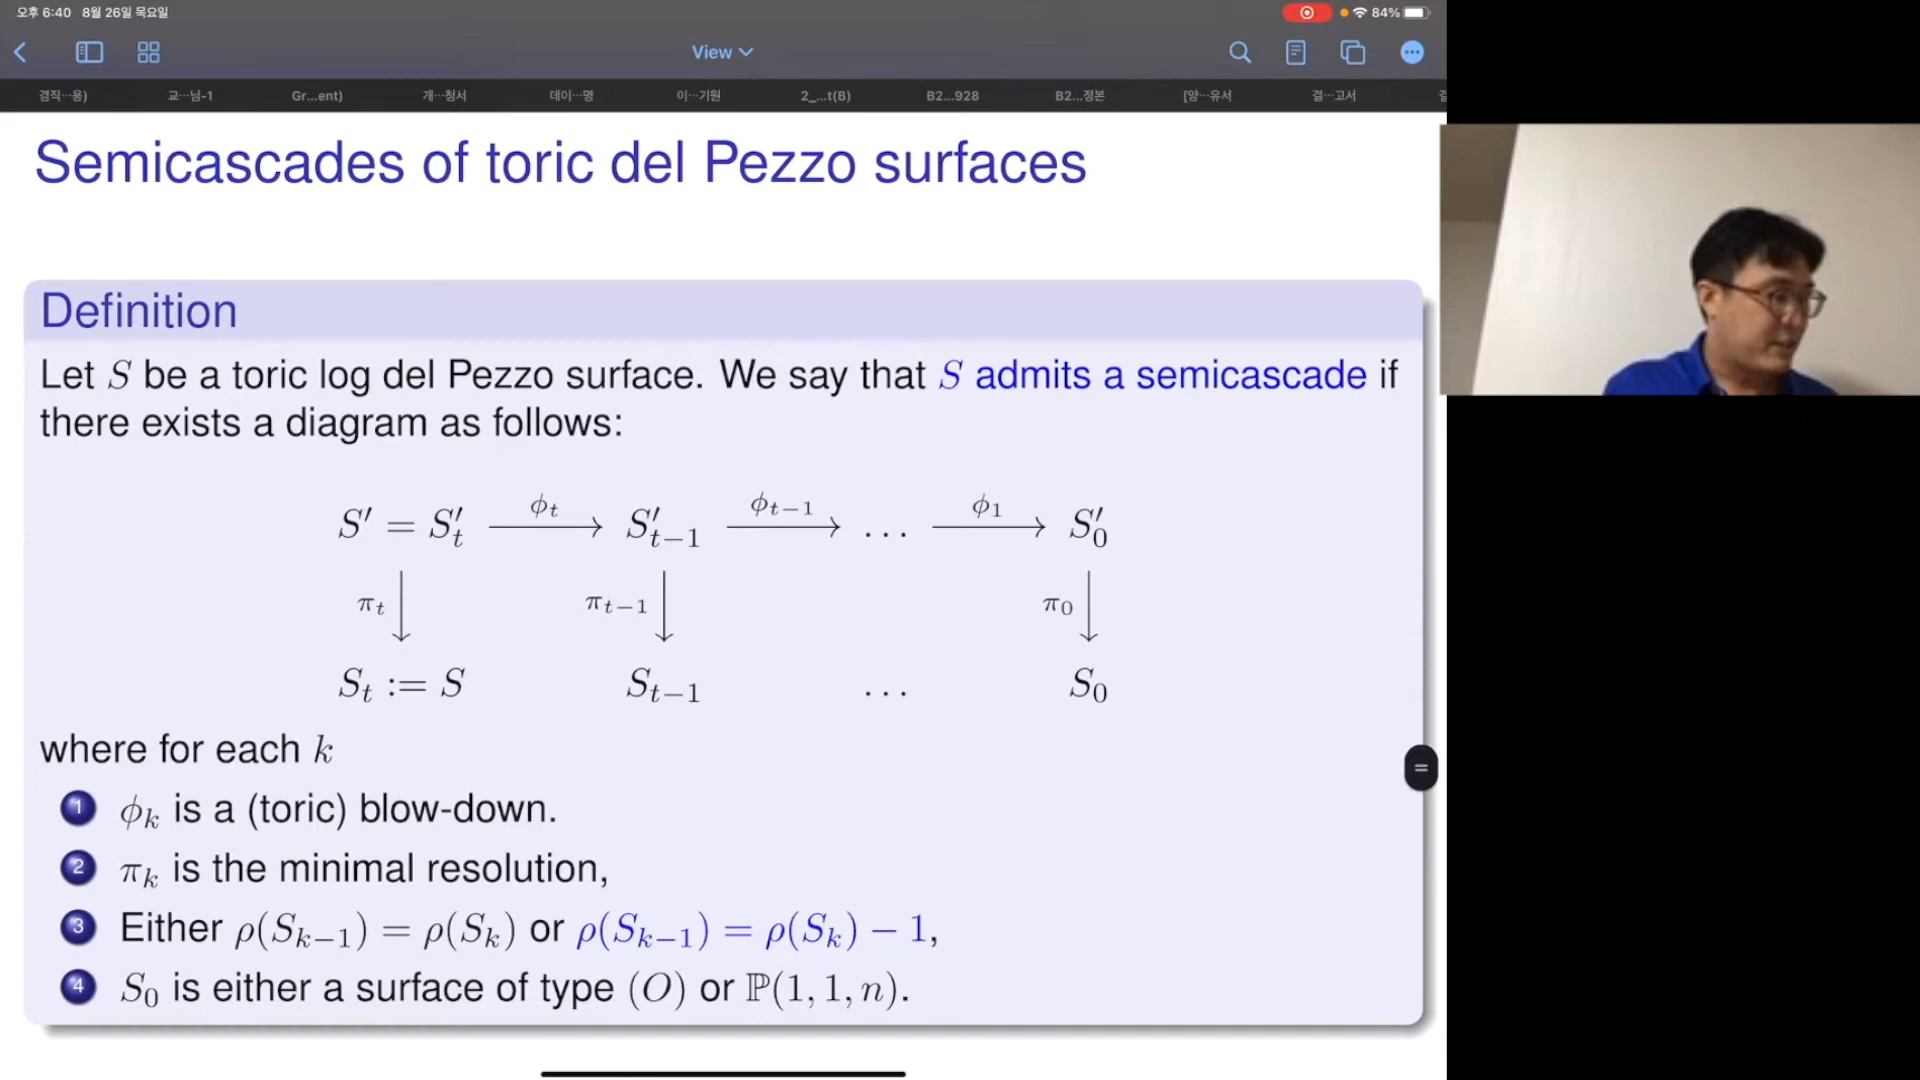 오후 6:40 8월 26일 목요일
84%
View
겸직···용)
교···님-1
Gr...ent)
개···청서
데이···명
이···기원
2_...t(B)
B2...928
B2...정본
[양···유서
결···고서
Semicascades of toric del Pezzo surfaces
Definition
Let S be a toric log del Pezzo surface. We say that S admits a semicascade if
there exists a diagram as follows:
S′ = S′_t —ϕ_t→ S′_{t−1} —ϕ_{t−1}→ ... —ϕ_1→ S′_0
π_t ↓ π_{t−1} ↓ π_0 ↓
S_t := S S_{t−1} ... S_0
where for each k
1 ϕ_k is a (toric) blow-down.
2 π_k is the minimal resolution,
3 Either ρ(S_{k−1}) = ρ(S_k) or ρ(S_{k−1}) = ρ(S_k) − 1,
4 S_0 is either a surface of type (O) or ℙ(1, 1, n).